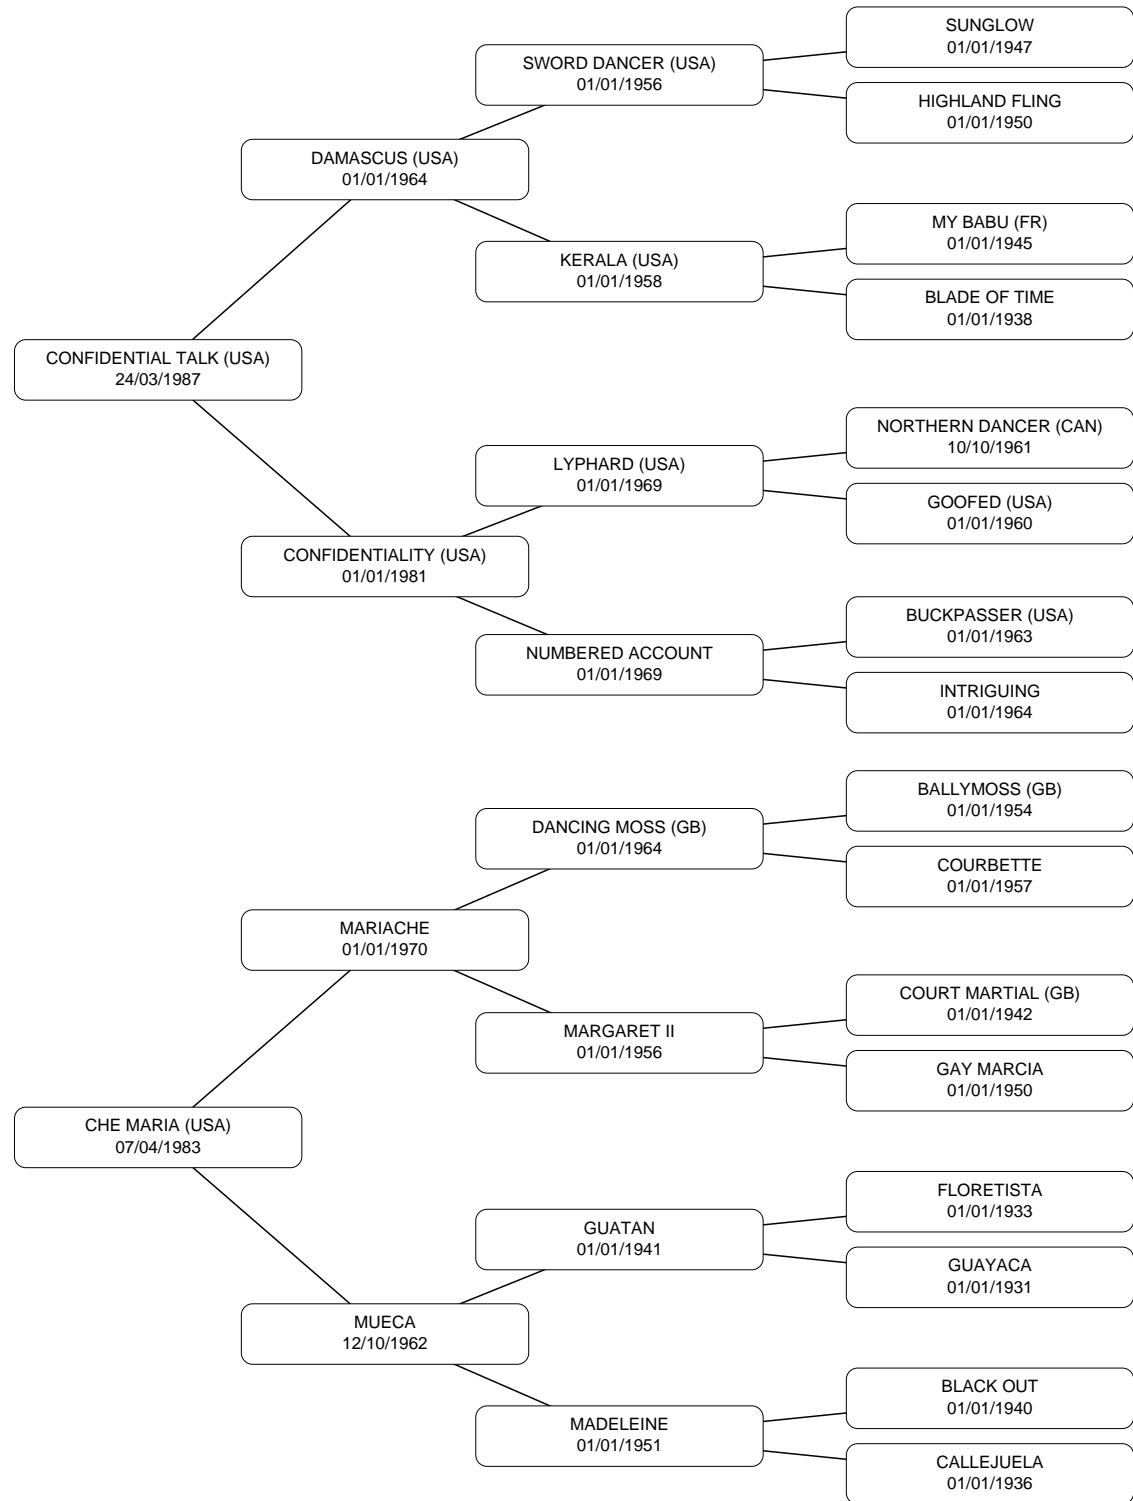 SUNGLOW
01/01/1947
SWORD DANCER (USA)
01/01/1956
HIGHLAND FLING
01/01/1950
DAMASCUS (USA)
01/01/1964
MY BABU (FR)
01/01/1945
KERALA (USA)
01/01/1958
BLADE OF TIME
01/01/1938
CONFIDENTIAL TALK (USA)
24/03/1987
NORTHERN DANCER (CAN)
10/10/1961
LYPHARD (USA)
01/01/1969
GOOFED (USA)
01/01/1960
CONFIDENTIALITY (USA)
01/01/1981
BUCKPASSER (USA)
01/01/1963
NUMBERED ACCOUNT
01/01/1969
INTRIGUING
01/01/1964
BALLYMOSS (GB)
01/01/1954
DANCING MOSS (GB)
01/01/1964
COURBETTE
01/01/1957
MARIACHE
01/01/1970
COURT MARTIAL (GB)
01/01/1942
MARGARET II
01/01/1956
GAY MARCIA
01/01/1950
CHE MARIA (USA)
07/04/1983
FLORETISTA
01/01/1933
GUATAN
01/01/1941
GUAYACA
01/01/1931
MUECA
12/10/1962
BLACK OUT
01/01/1940
MADELEINE
01/01/1951
CALLEJUELA
01/01/1936